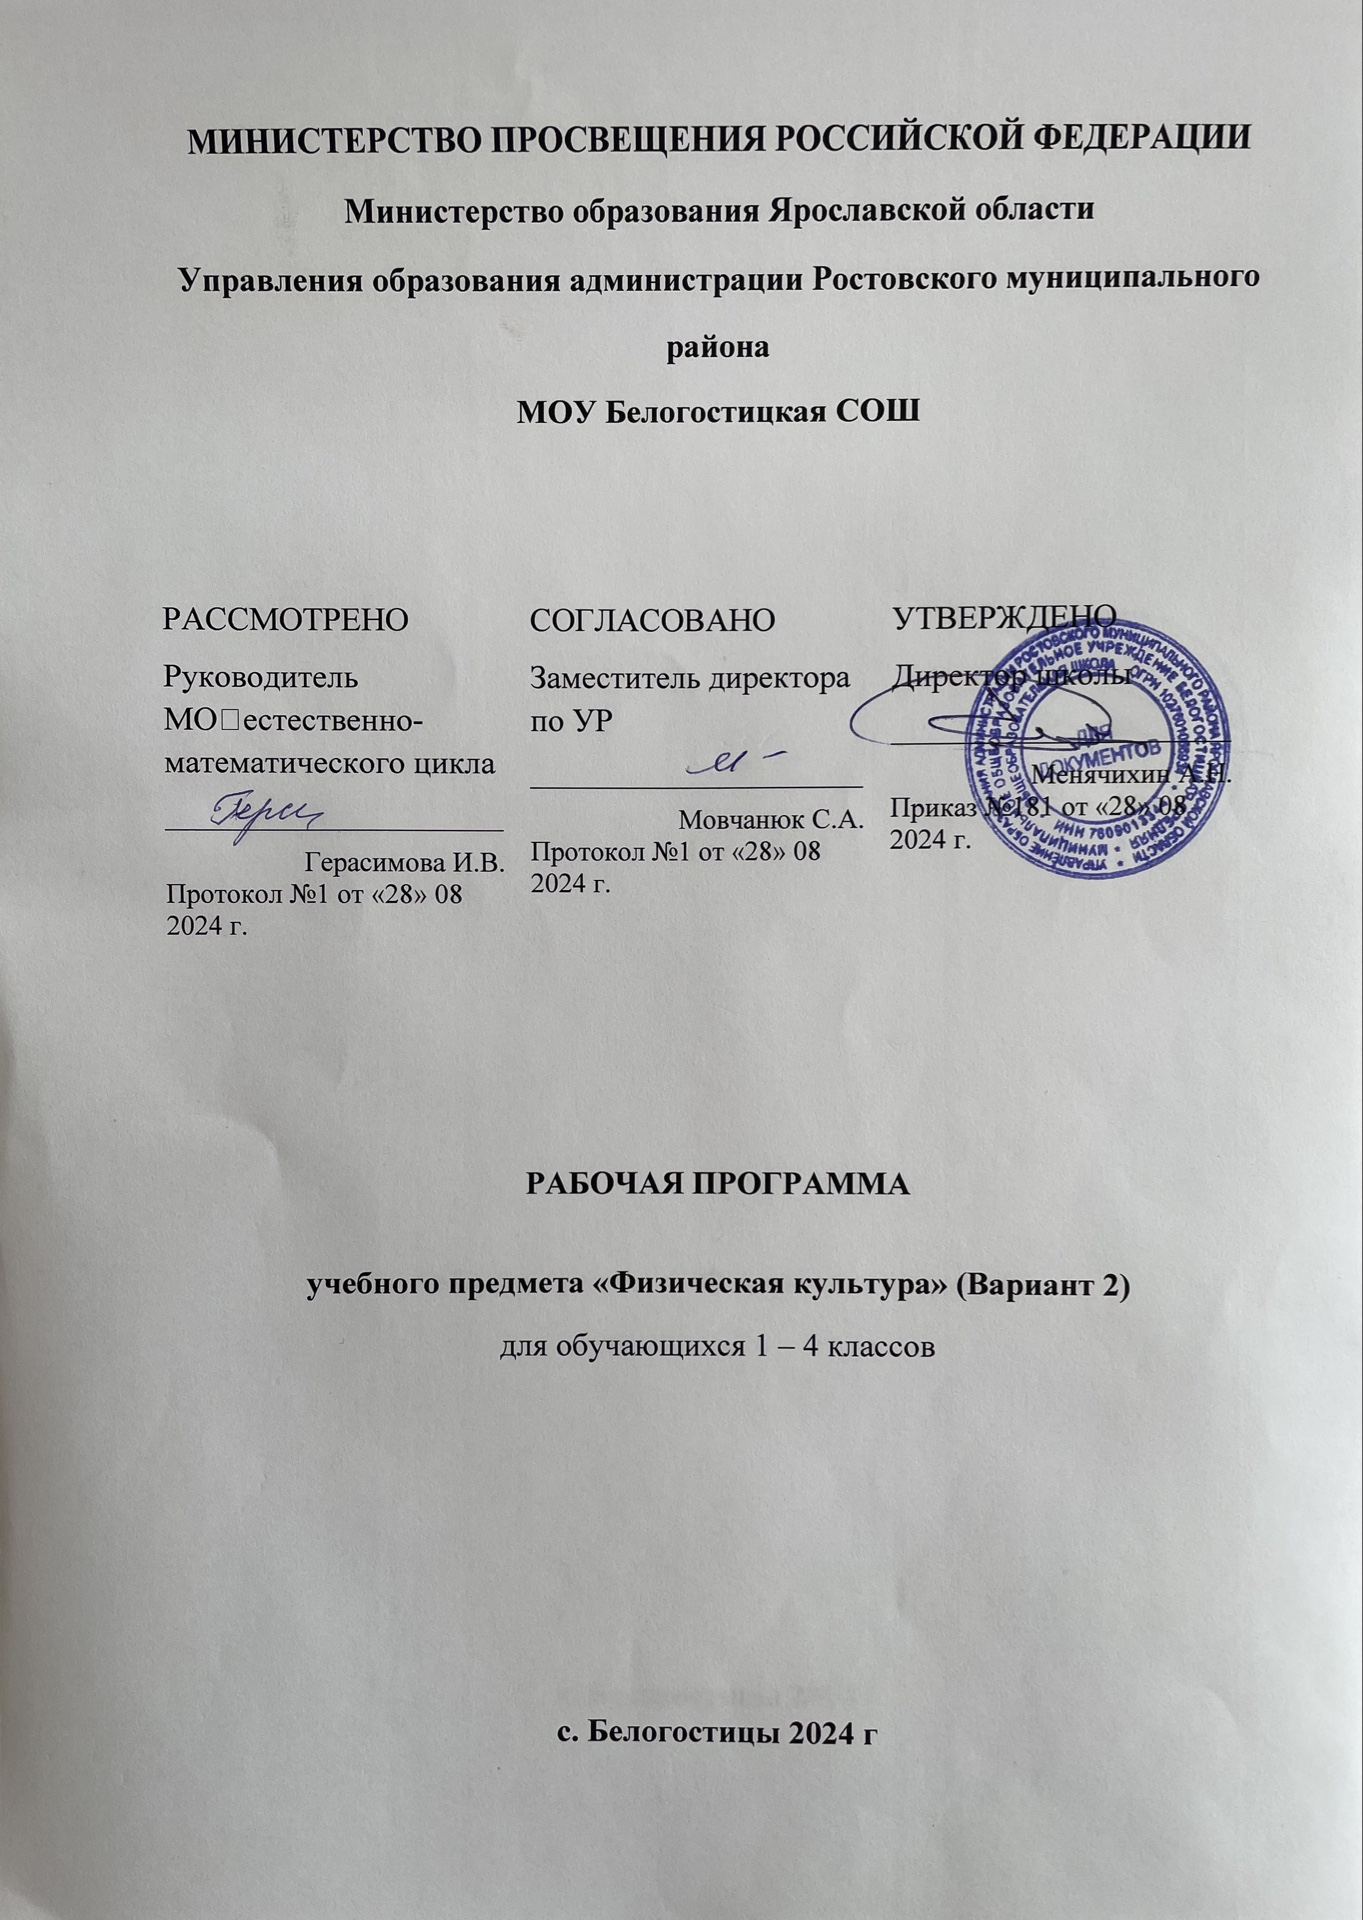 МИНИСТЕРСТВО ПРОСВЕЩЕНИЯ РОССИЙСКОЙ ФЕДЕРАЦИИ
Министерство образования Ярославской области
Управления образования администрации Ростовского муниципального
района
МОУ Белогостицкая СОШ
РАССМОТРЕНО
Руководитель
МО□естественно-
математического цикла
Герасимова И.В.
Протокол №1 от «28» 08
2024 г.
СОГЛАСОВАНО
Заместитель директора
по УР
Мовчанюк С.А.
Протокол №1 от «28» 08
2024 г.
УТВЕРЖДЕНО
Директор школы
Менячихин А.Н.
Приказ №181 от «28» 08
2024 г.
ДЛЯ
ДОКУМЕНТОВ
РАБОЧАЯ ПРОГРАММА
учебного предмета «Физическая культура» (Вариант 2)
для обучающихся 1 – 4 классов
с. Белогостицы 2024 г